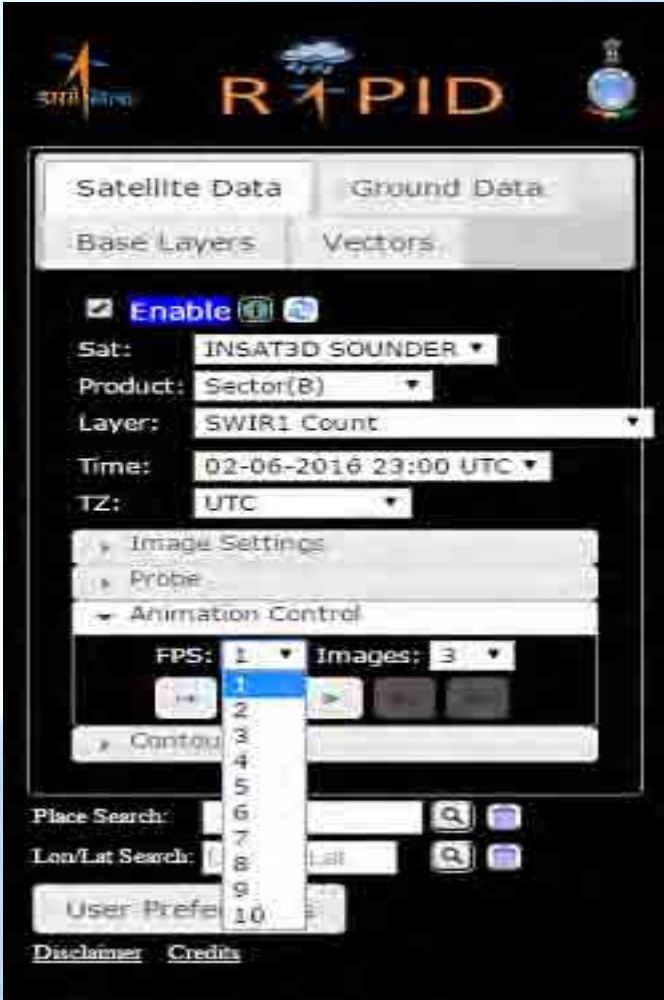 RAPID
Satellite Data Ground Data
Base Layers Vectors
Enable
Sat: INSAT3D SOUNDER
Product: Sector(B)
Layer: SWIR1 Count
Time: 02-06-2016 23:00 UTC
TZ: UTC
Image Settings
Probe
Animation Control
FPS: 1 Images: 3
1
2
3
4
5
6
7
8
9
10
Place Search:
Lon/Lat Search:
Disclaimer Credits